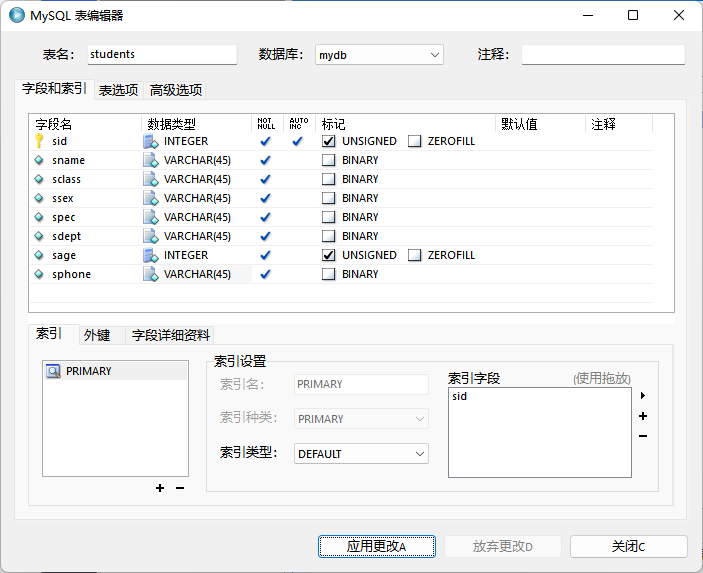 MySQL 表编辑器
表名： students 数据库： mydb 注释：
字段和索引 表选项 高级选项
字段名 数据类型 NOT NULL AUTO INC 标记 默认值 注释
sid INTEGER UNSIGNED ZEROFILL
sname VARCHAR(45) BINARY
sclass VARCHAR(45) BINARY
ssex VARCHAR(45) BINARY
spec VARCHAR(45) BINARY
sdept VARCHAR(45) BINARY
sage INTEGER UNSIGNED ZEROFILL
sphone VARCHAR(45) BINARY
索引 外键 字段详细资料
PRIMARY
索引设置
索引名： PRIMARY
索引种类： PRIMARY
索引类型： DEFAULT
索引字段 (使用拖放)
sid
应用更改A 放弃更改D 关闭C